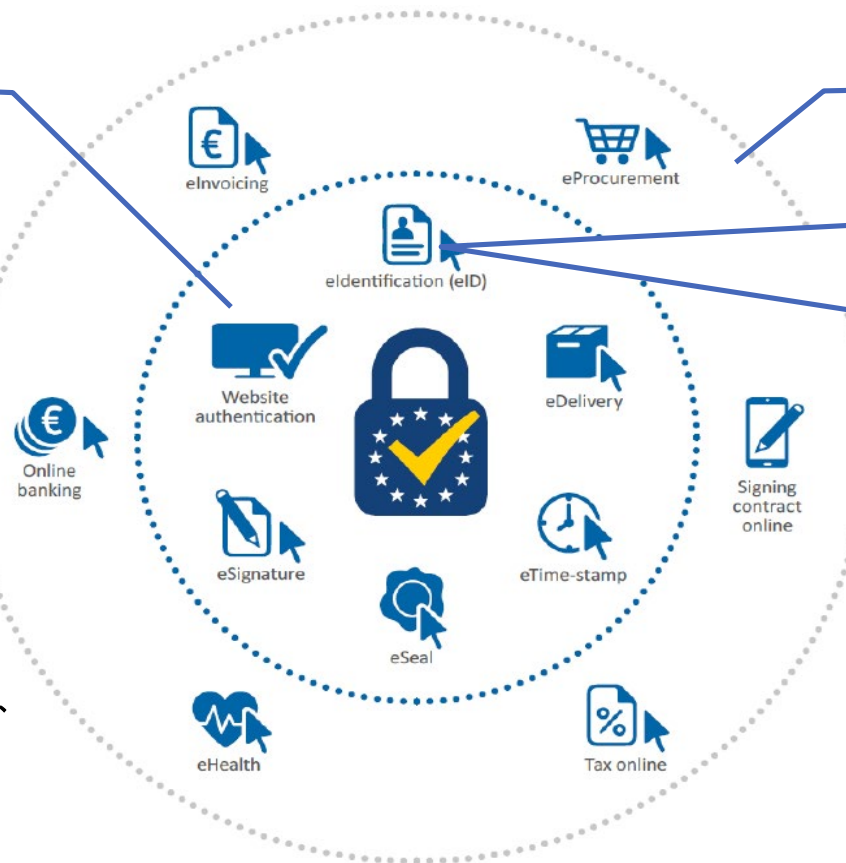 eInvoicing
eProcurement
eIdentification (eID)
Website
authentication
eDelivery
Online
banking
Signing
contract
online
eSignature
eTime-stamp
eSeal
eHealth
Tax online